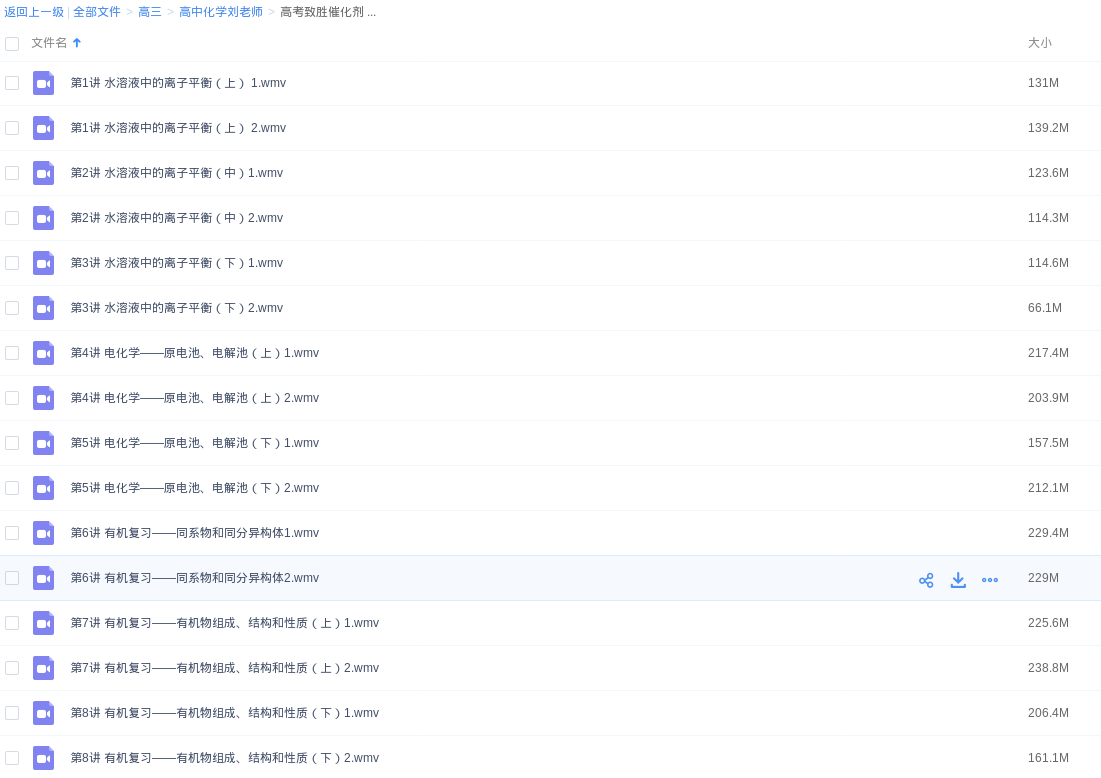 返回上一级 | 全部文件 > 高三 > 高中化学刘老师 > 高考致胜催化剂 ...
文件名 大小
第1讲 水溶液中的离子平衡（上） 1.wmv 131M
第1讲 水溶液中的离子平衡（上） 2.wmv 139.2M
第2讲 水溶液中的离子平衡（中）1.wmv 123.6M
第2讲 水溶液中的离子平衡（中）2.wmv 114.3M
第3讲 水溶液中的离子平衡（下）1.wmv 114.6M
第3讲 水溶液中的离子平衡（下）2.wmv 66.1M
第4讲 电化学——原电池、电解池（上）1.wmv 217.4M
第4讲 电化学——原电池、电解池（上）2.wmv 203.9M
第5讲 电化学——原电池、电解池（下）1.wmv 157.5M
第5讲 电化学——原电池、电解池（下）2.wmv 212.1M
第6讲 有机复习——同系物和同分异构体1.wmv 229.4M
第6讲 有机复习——同系物和同分异构体2.wmv 229M
第7讲 有机复习——有机物组成、结构和性质（上）1.wmv 225.6M
第7讲 有机复习——有机物组成、结构和性质（上）2.wmv 238.8M
第8讲 有机复习——有机物组成、结构和性质（下）1.wmv 206.4M
第8讲 有机复习——有机物组成、结构和性质（下）2.wmv 161.1M